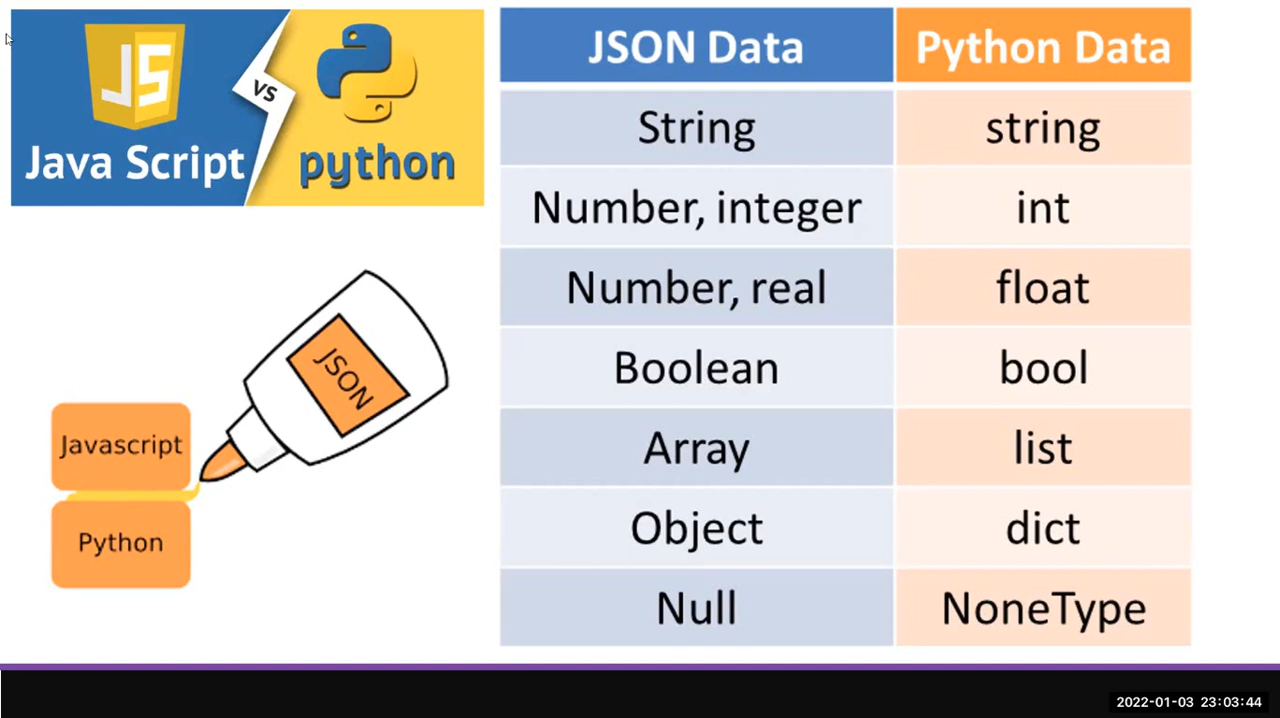 JS
Java Script
VS
python
JSON
Javascript
Python
JSON Data Python Data
String string
Number, integer int
Number, real float
Boolean bool
Array list
Object dict
Null NoneType
2022-01-03 23:03:44